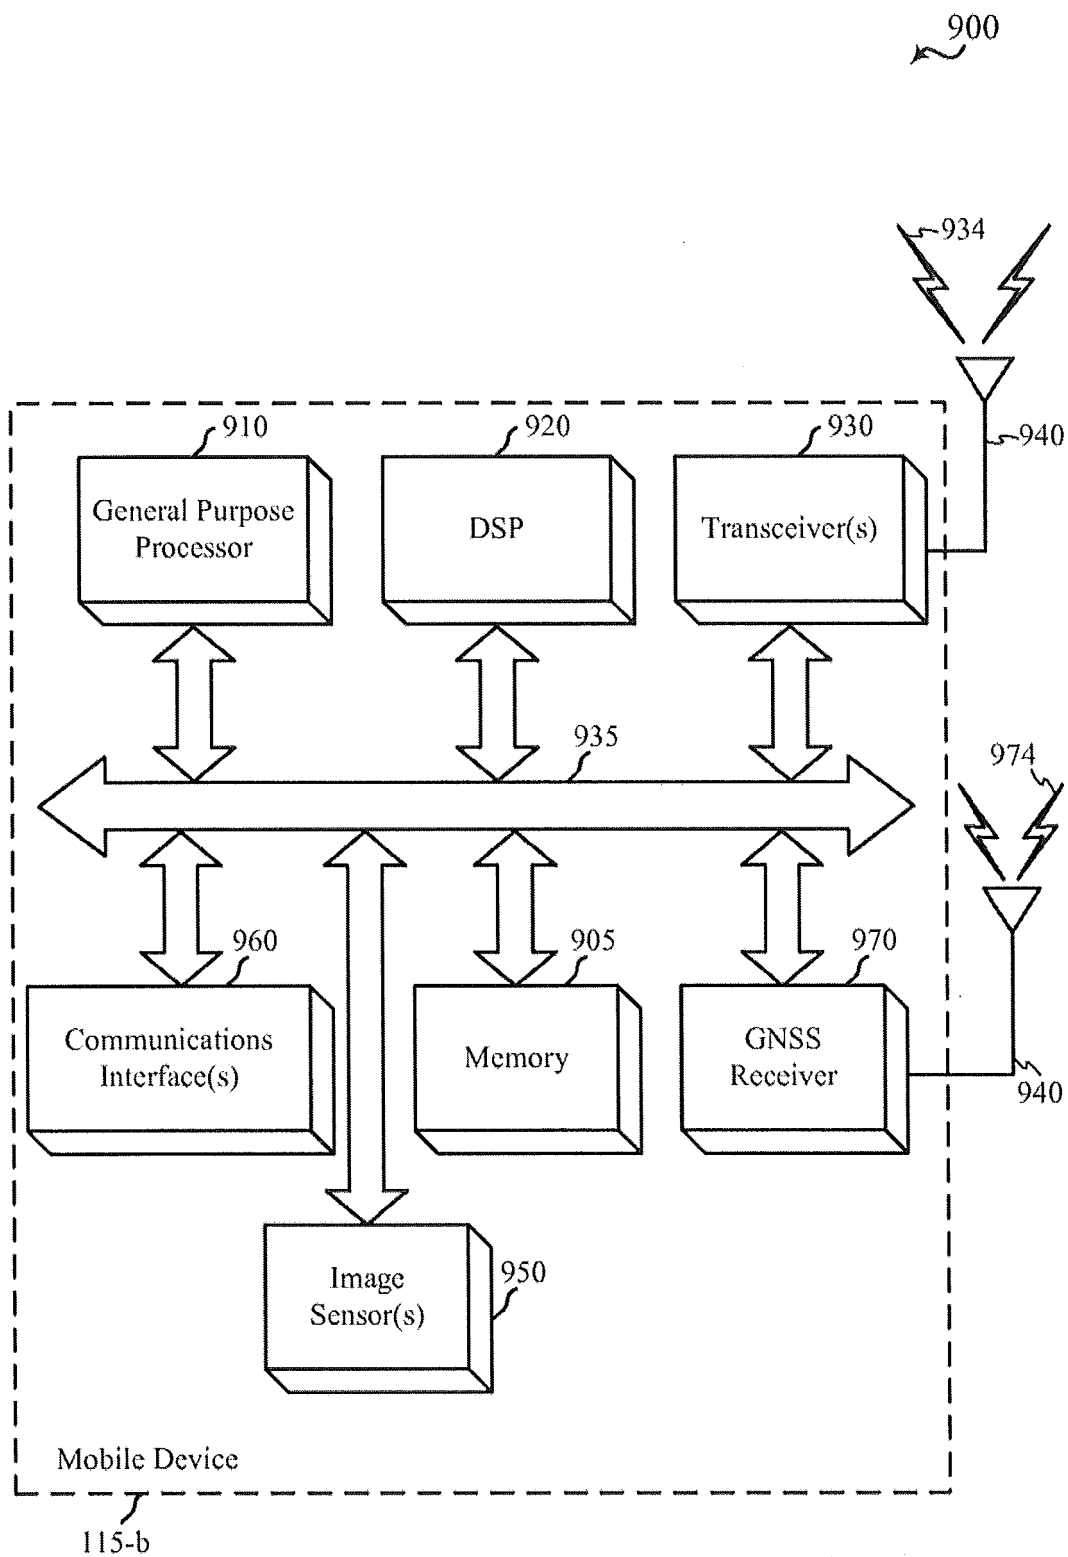 900
934
940
910
920
930
General Purpose
Processor
DSP
Transceiver(s)
935
974
960
905
970
Communications
Interface(s)
Memory
GNSS
Receiver
940
950
Image
Sensor(s)
Mobile Device
115-b